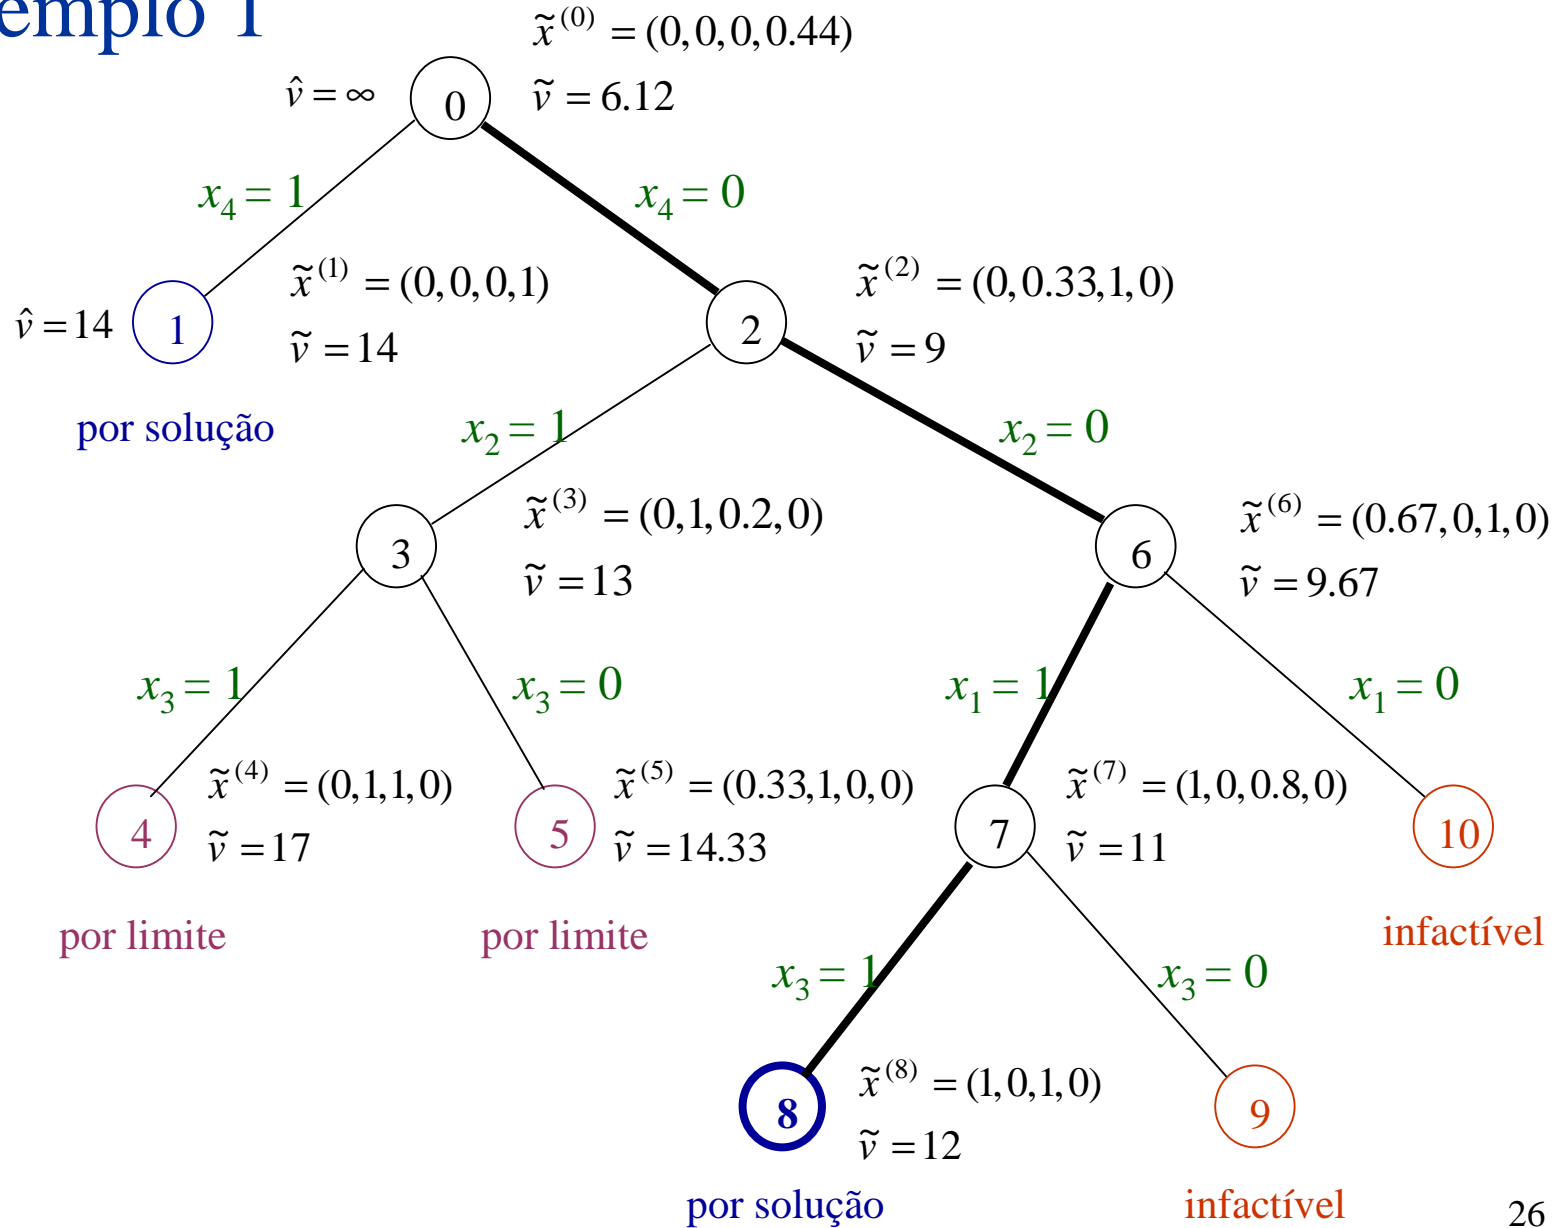 emplo 1
x̃^(0) = (0,0,0,0.44)
v̂ = ∞
0
ṽ = 6.12
x₄ = 1
x₄ = 0
x̃^(1) = (0,0,0,1)
x̃^(2) = (0,0.33,1,0)
v̂ = 14
1
ṽ = 14
2
ṽ = 9
por solução
x₂ = 1
x₂ = 0
x̃^(3) = (0,1,0.2,0)
x̃^(6) = (0.67,0,1,0)
3
ṽ = 13
6
ṽ = 9.67
x₃ = 1
x₃ = 0
x₁ = 1
x₁ = 0
x̃^(4) = (0,1,1,0)
x̃^(5) = (0.33,1,0,0)
x̃^(7) = (1,0,0.8,0)
4
ṽ = 17
5
ṽ = 14.33
7
ṽ = 11
10
por limite
por limite
infactível
x₃ = 1
x₃ = 0
x̃^(8) = (1,0,1,0)
8
ṽ = 12
9
por solução
infactível
26